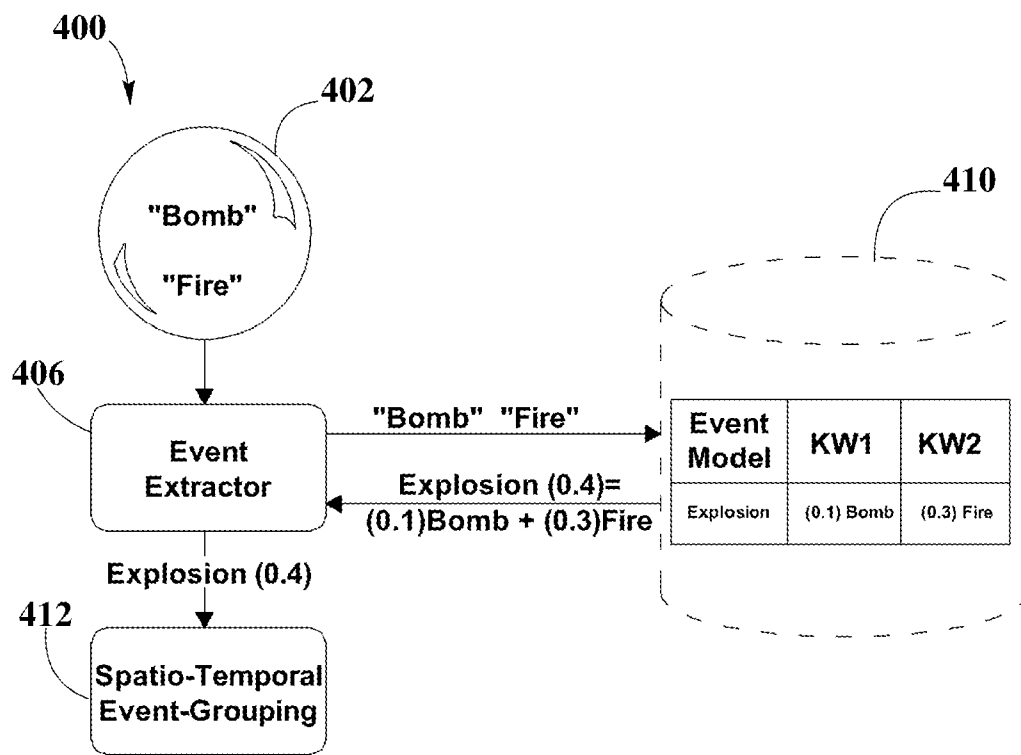 400
402
"Bomb"
"Fire"
410
406
Event
Extractor
"Bomb" "Fire"
Explosion (0.4)=
(0.1)Bomb + (0.3)Fire
Event
Model
KW1
KW2
Explosion
(0.1) Bomb
(0.3) Fire
Explosion (0.4)
412
Spatio-Temporal
Event-Grouping